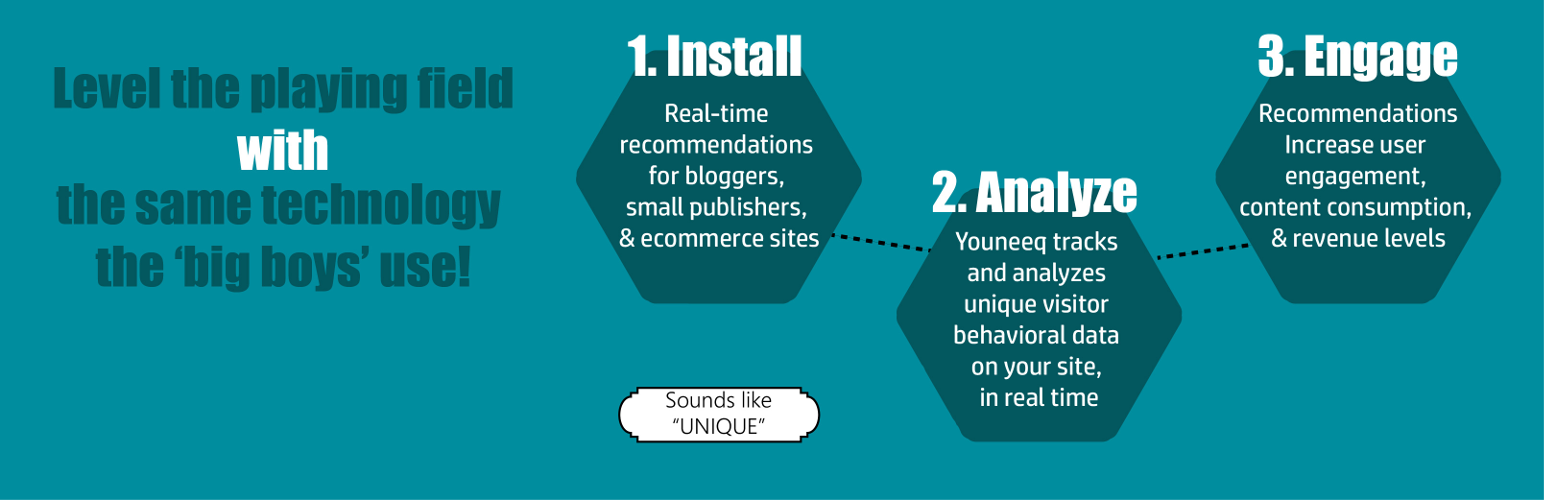 Level the playing field
with
the same technology
the ‘big boys’ use!
1. Install
Real-time
recommendations
for bloggers,
small publishers,
& ecommerce sites
2. Analyze
Youneeq tracks
and analyzes
unique visitor
behavioral data
on your site,
in real time
3. Engage
Recommendations
Increase user
engagement,
content consumption,
& revenue levels
Sounds like
“UNIQUE”